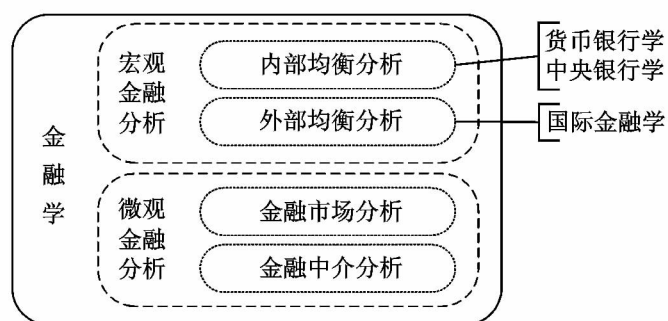 金融学
宏观
金融
分析
内部均衡分析
外部均衡分析
货币银行学
中央银行学
国际金融学
微观
金融
分析
金融市场分析
金融中介分析